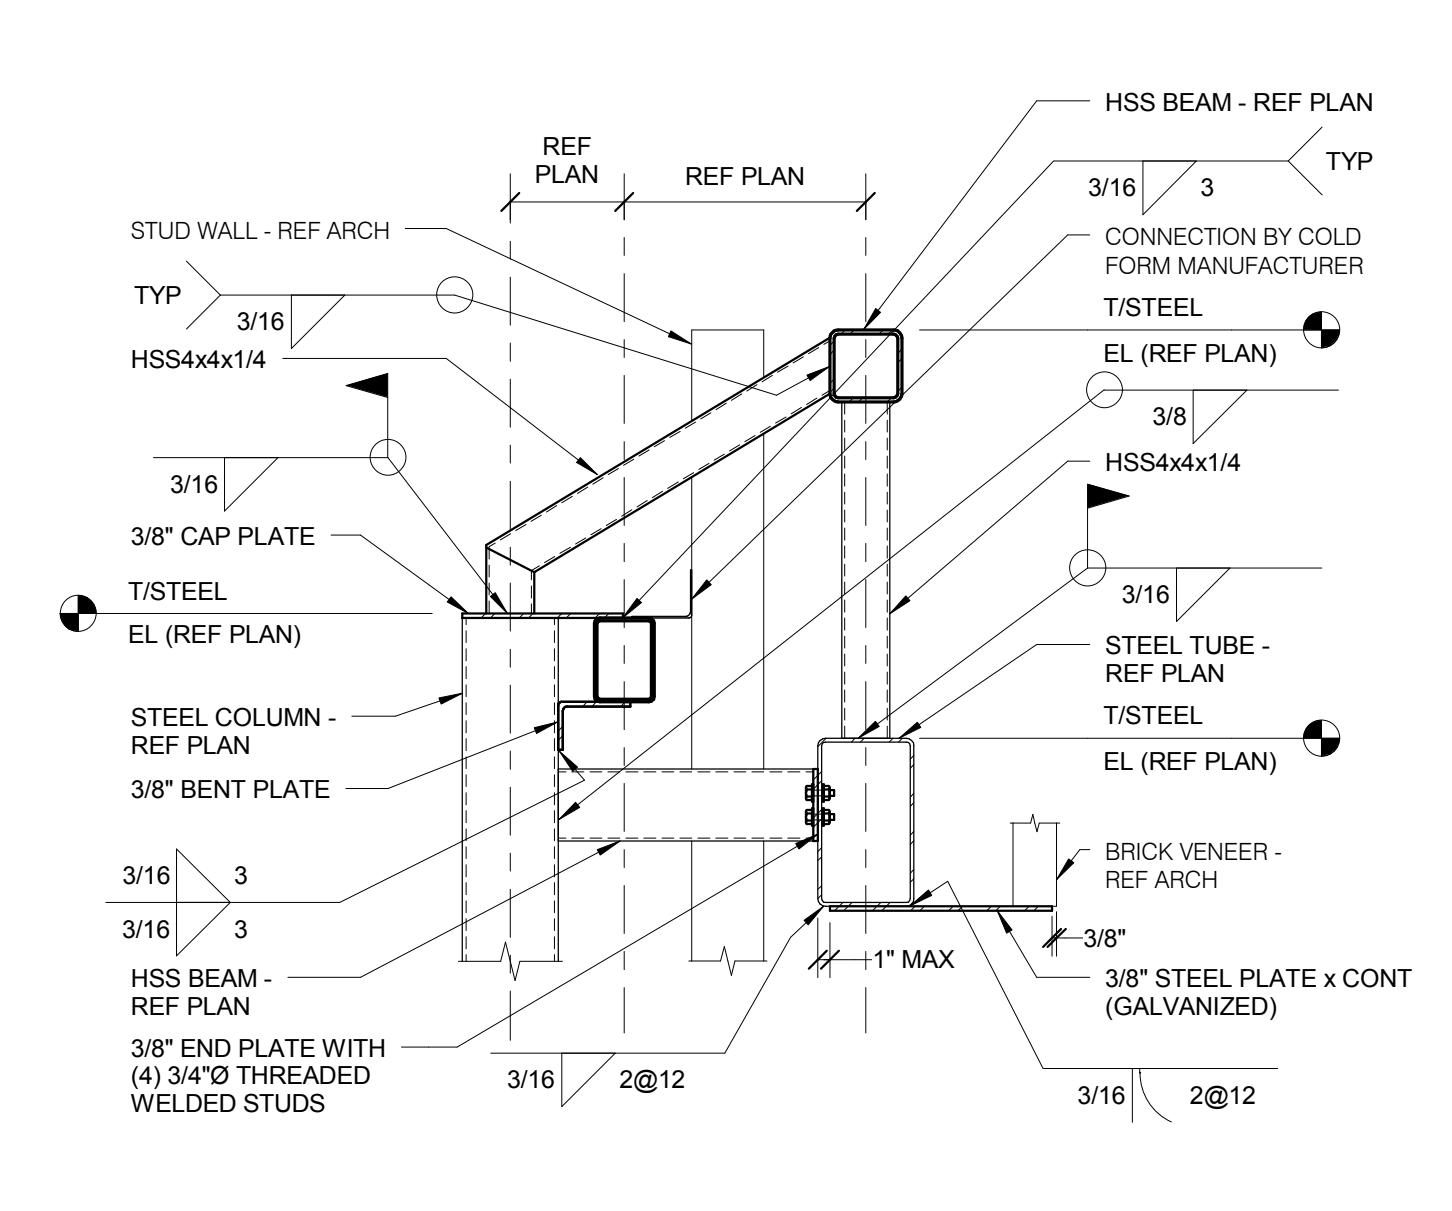 HSS BEAM - REF PLAN
REF
PLAN
REF PLAN
3/16
3
TYP
STUD WALL - REF ARCH
CONNECTION BY COLD
FORM MANUFACTURER
TYP
3/16
T/STEEL
EL (REF PLAN)
HSS4x4x1/4
3/8
HSS4x4x1/4
3/16
3/8" CAP PLATE
T/STEEL
EL (REF PLAN)
3/16
STEEL TUBE -
REF PLAN
STEEL COLUMN -
REF PLAN
T/STEEL
EL (REF PLAN)
3/8" BENT PLATE
3/16
3
3/16
3
BRICK VENEER -
REF ARCH
3/8"
1" MAX
HSS BEAM -
REF PLAN
3/8" STEEL PLATE x CONT
(GALVANIZED)
3/8" END PLATE WITH
(4) 3/4"Ø THREADED
WELDED STUDS
3/16
2@12
3/16
2@12